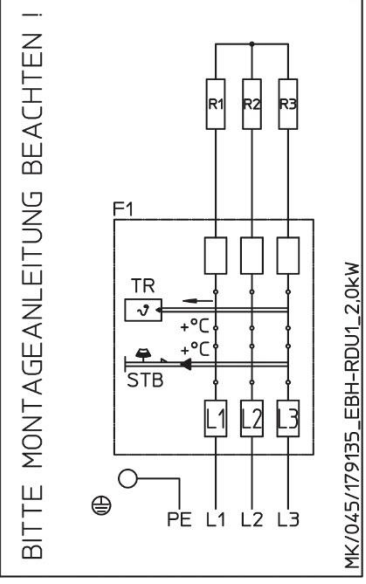 BITTE MONTAGEANLEITUNG BEACHTEN !
R1 R2 R3
F1
TR
ϑ
+°C
+°C
STB
L1 L2 L3
PE L1 L2 L3
MK/045/179135_EBH-RDU1_2,0kW